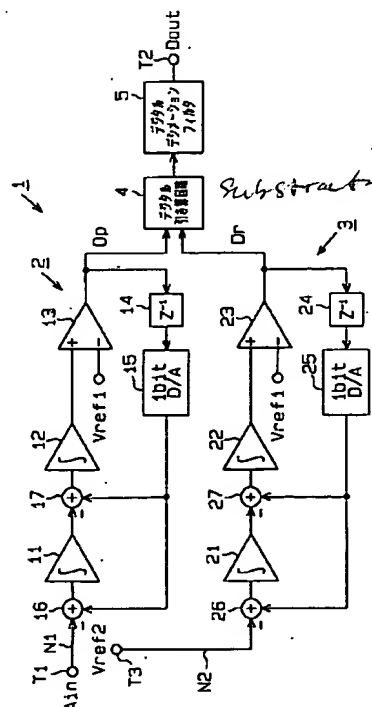 1
2
Ain
T1
N1
16
11
17
12
13
Vref1
14
Z⁻¹
15
1bit
D/A
Dp
4
デジタル
引き算回路
5
デジタル
デシメーション
フィルタ
T2
Dout
Substract
3
Vref2
T3
N2
26
21
27
22
23
Vref1
24
Z⁻¹
25
1bit
D/A
Dr